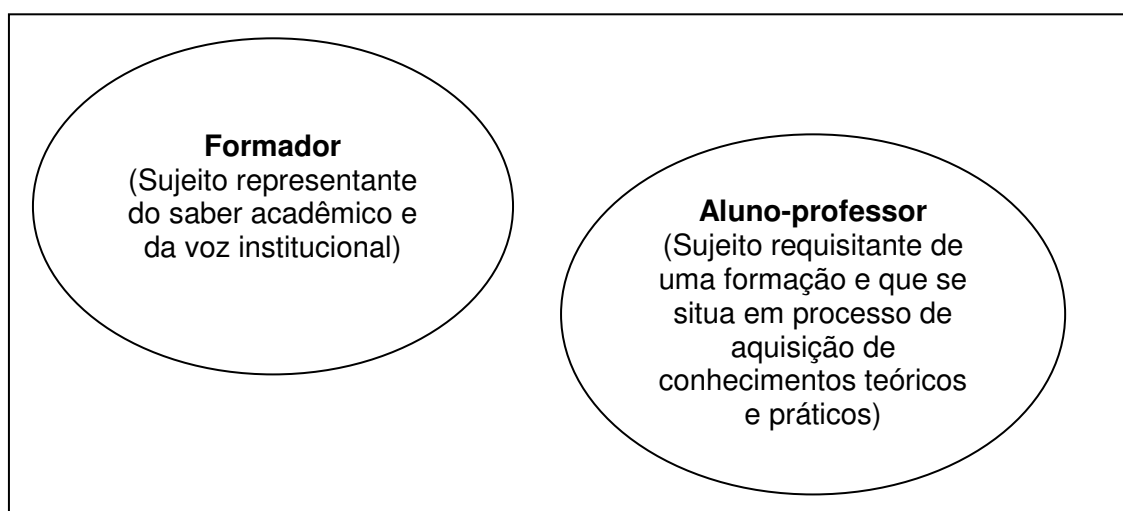 Formador
(Sujeito representante
do saber acadêmico e
da voz institucional)
Aluno-professor
(Sujeito requisitante de
uma formação e que se
situa em processo de
aquisição de
conhecimentos teóricos
e práticos)